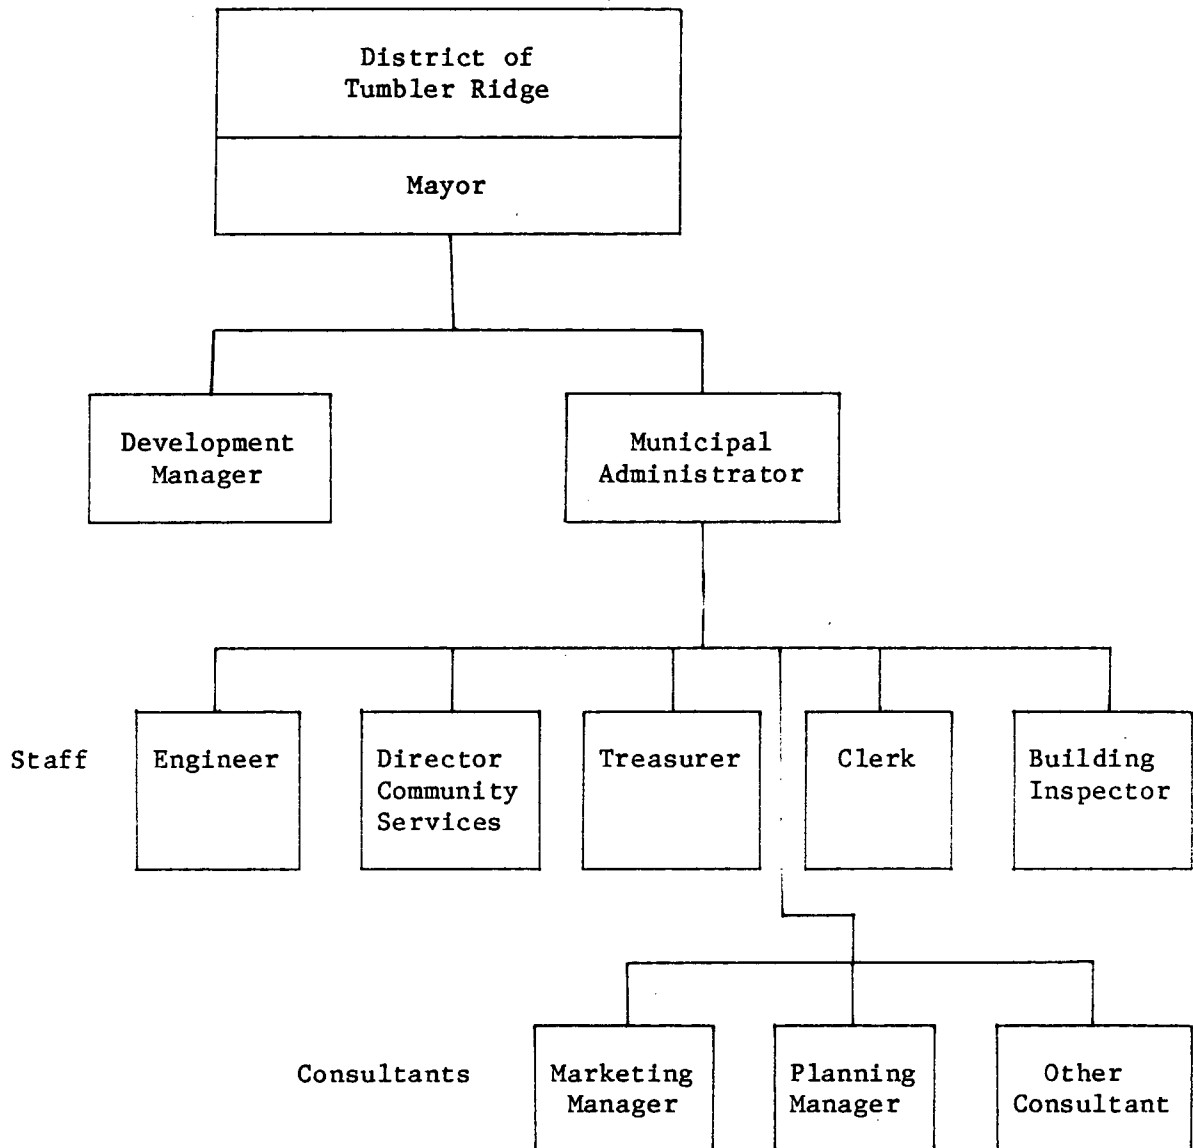 District of
Tumbler Ridge
Mayor
Development
Manager
Municipal
Administrator
Staff
Engineer
Director
Community
Services
Treasurer
Clerk
Building
Inspector
Consultants
Marketing
Manager
Planning
Manager
Other
Consultant